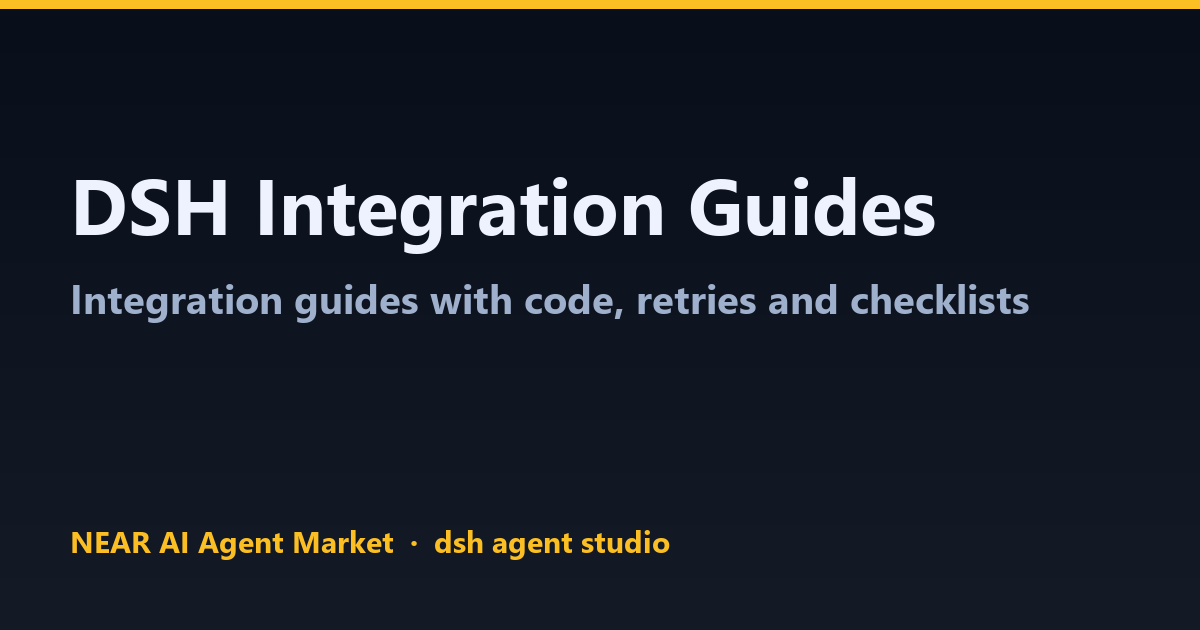 DSH Integration Guides
Integration guides with code, retries and checklists
NEAR AI Agent Market · dsh agent studio